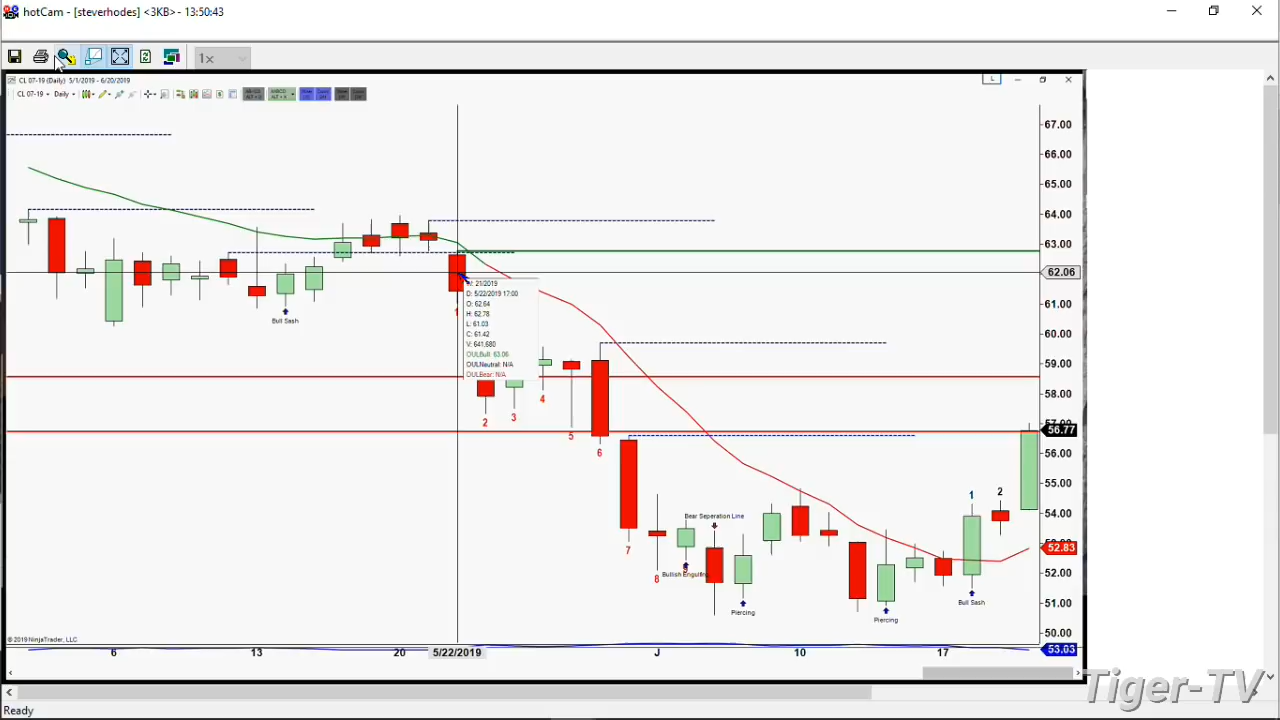 hotCam - [steverhodes] <3KB> - 13:50:43
1x
CL 07-19 (Daily) 5/1/2019 - 6/20/2019
CL 07-19
Daily
L
67.00
66.00
65.00
64.00
63.00
62.06
61.00
60.00
59.00
58.00
56.77
56.00
55.00
54.00
52.83
52.00
51.00
50.00
53.03
Bull Sash
21/2019
D: 5/22/2019 17:00
O: 62.64
H: 62.78
L: 61.03
C: 61.42
V: 641,680
OULBull: 63.06
OULNeutral: N/A
OULBear: N/A
1
2
3
4
5
6
7
8
Bear Seperation Line
Bullish Engulfing
Piercing
Piercing
1
2
Bull Sash
© 2019 NinjaTrader, LLC
6
13
20
5/22/2019
J
10
17
Tiger-TV
Ready